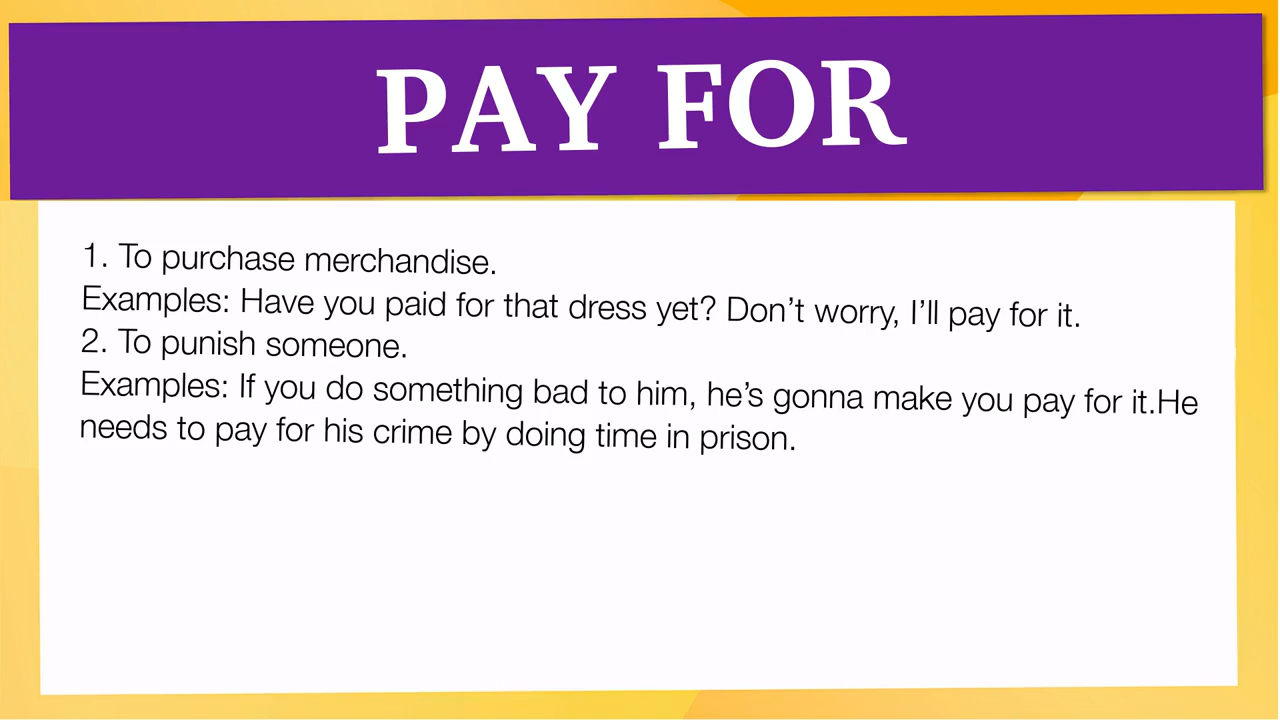 PAY FOR
1. To purchase merchandise.
Examples: Have you paid for that dress yet? Don’t worry, I’ll pay for it.
2. To punish someone.
Examples: If you do something bad to him, he’s gonna make you pay for it.He
needs to pay for his crime by doing time in prison.